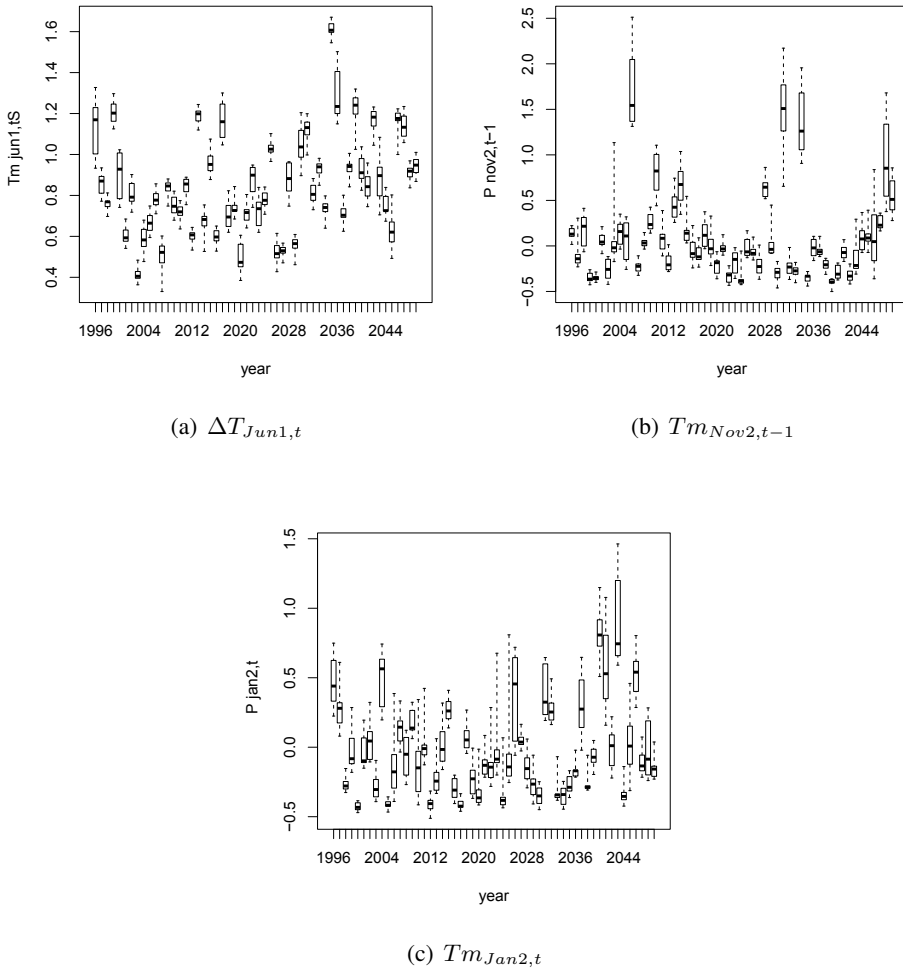 Tm jun1,tS
0.4 0.6 0.8 1.0 1.2 1.4 1.6
1996 2004 2012 2020 2028 2036 2044
year
(a) ΔT_{Jun1,t}
P nov2,t−1
−0.5 0.0 0.5 1.0 1.5 2.0 2.5
1996 2004 2012 2020 2028 2036 2044
year
(b) Tm_{Nov2,t−1}
P jan2,t
−0.5 0.0 0.5 1.0 1.5
1996 2004 2012 2020 2028 2036 2044
year
(c) Tm_{Jan2,t}